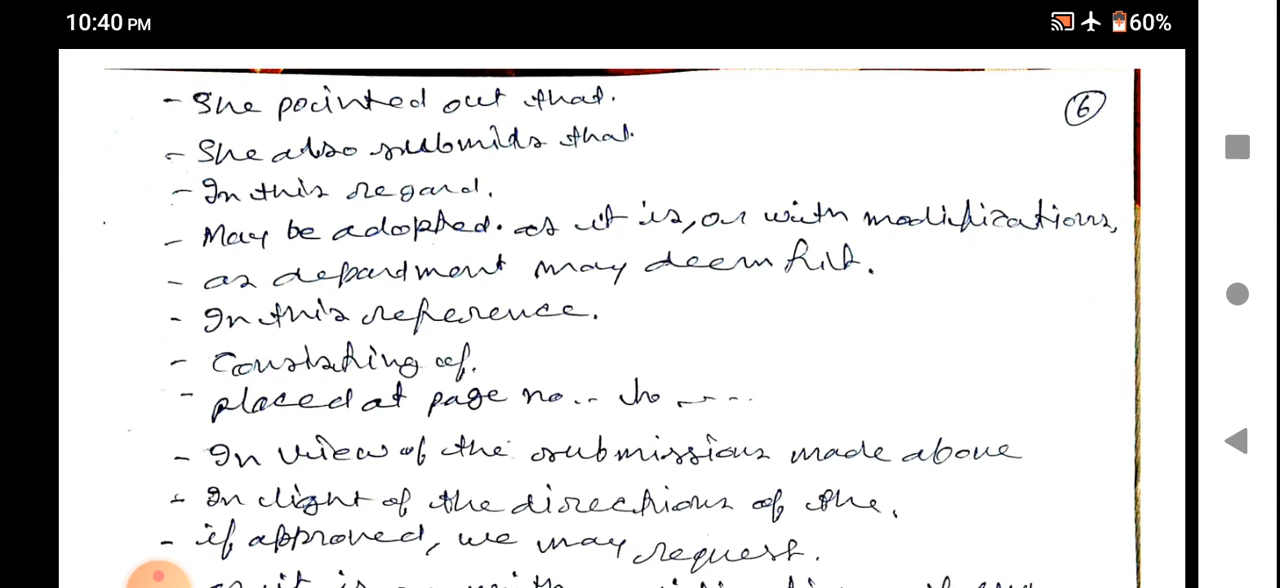 10:40 PM
60%
6
- She pointed out that.
- She also submits that.
- In this regard.
- May be adopted. as it is, or with modifications,
- as department may deem fit.
- In this reference.
- Consisting of.
- placed at page no... to ----
- In view of the submissions made above
- In light of the directions of the.
- if approved, we may request.
as it is